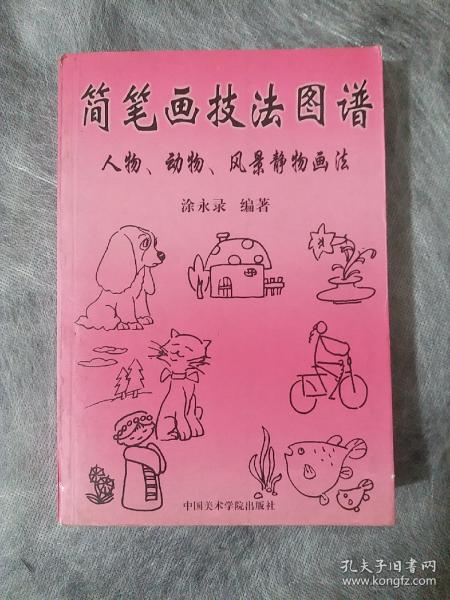 简笔画技法图谱
人物、动物、风景静物画法
涂永录 编著
中国美术学院出版社
孔夫子旧书网
www.kongfz.com